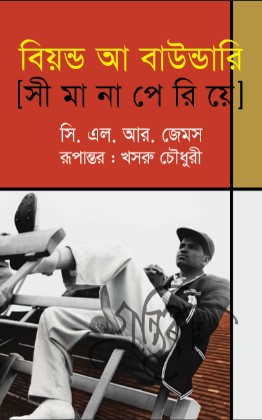 বিয়ন্ড আ বাউন্ডারি
[সী মা না পে রি য়ে]
সি. এল. আর. জেমস
রূপান্তর : খসরু চৌধুরী